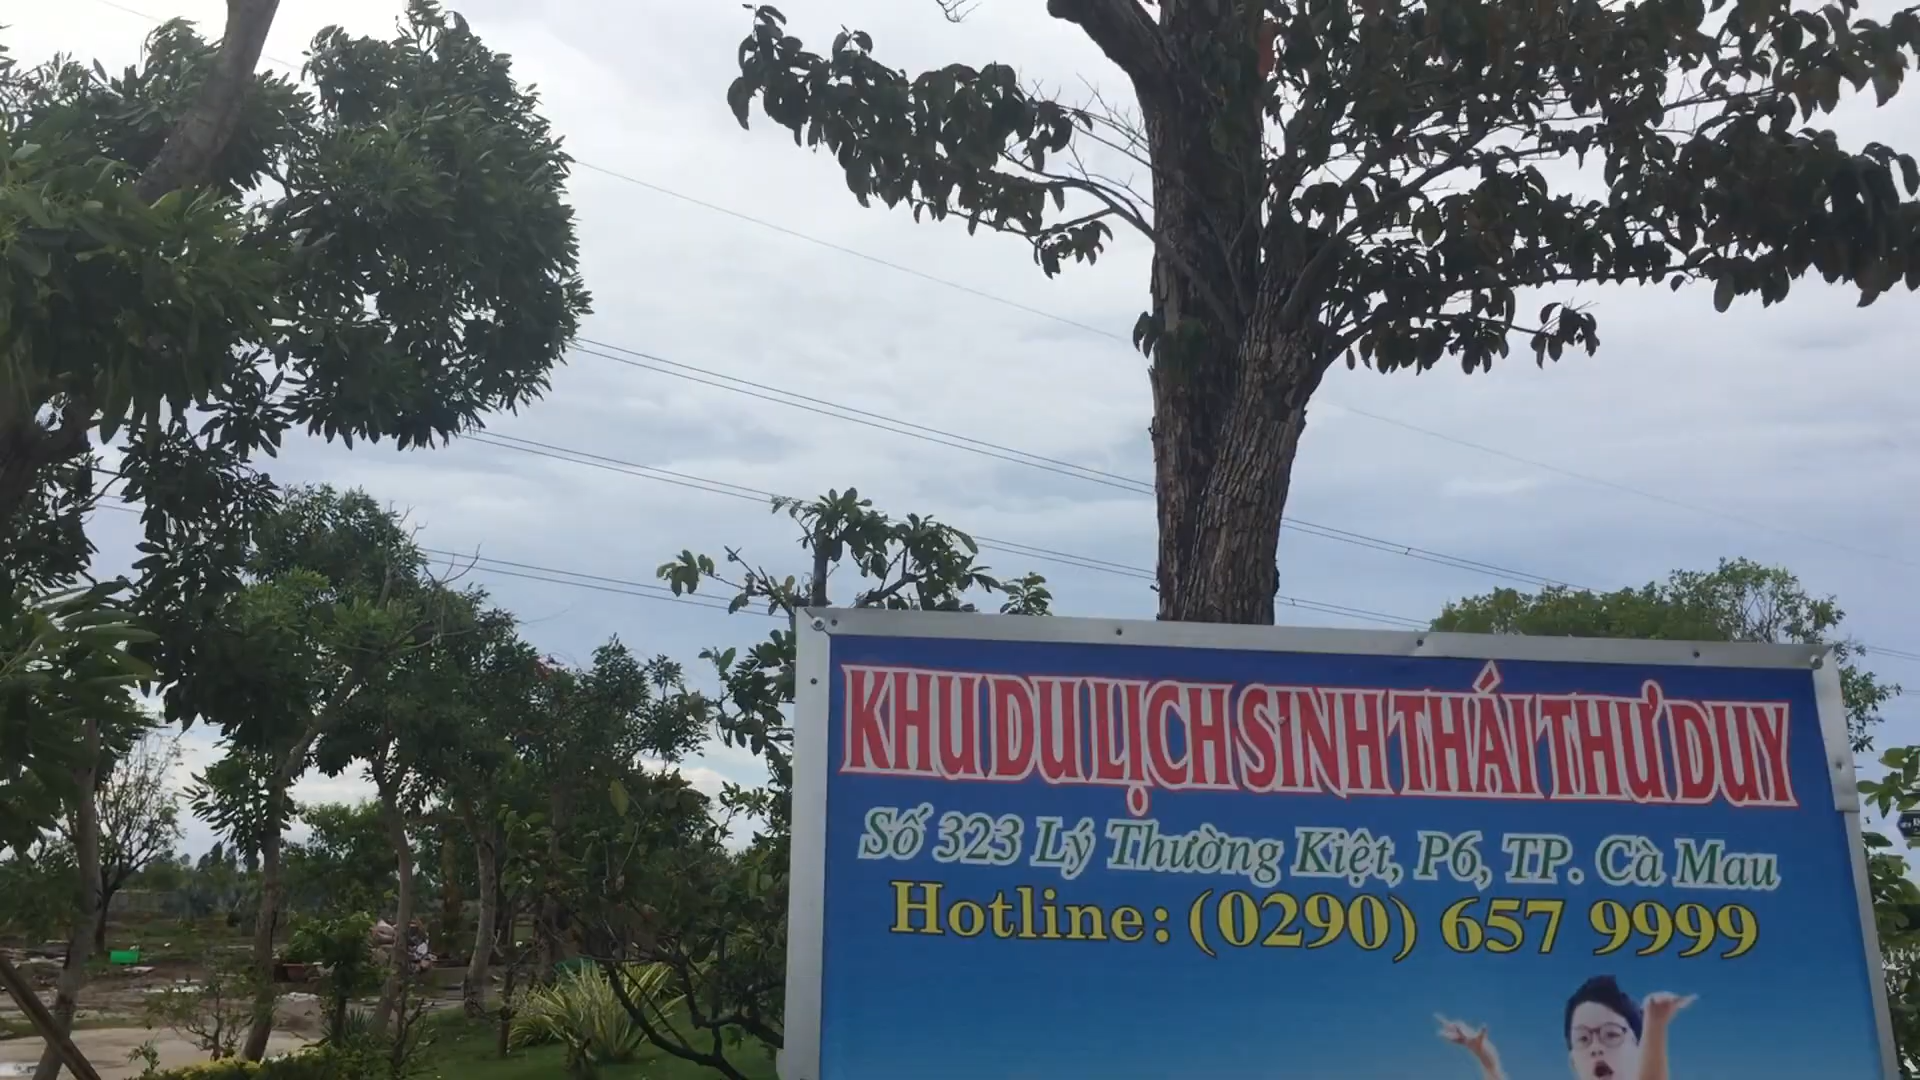 KHU DU LỊCH SINH THÁI THƯ DUY
Số 323 Lý Thường Kiệt, P6, TP. Cà Mau
Hotline: (0290) 657 9999